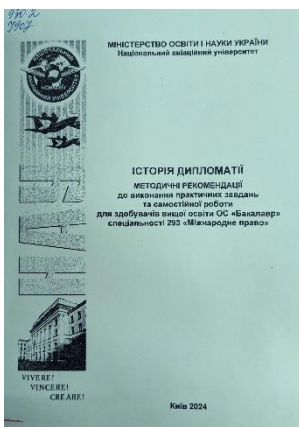 МІНІСТЕРСТВО ОСВІТИ І НАУКИ УКРАЇНИ
Національний авіаційний університет
ІСТОРІЯ ДИПЛОМАТІЇ
МЕТОДИЧНІ РЕКОМЕНДАЦІЇ
до виконання практичних завдань
та самостійної роботи
для здобувачів вищої освіти ОС «Бакалавр»
спеціальності 293 «Міжнародне право»
VIVERE!
VINCERE!
CREARE!
Київ 2024